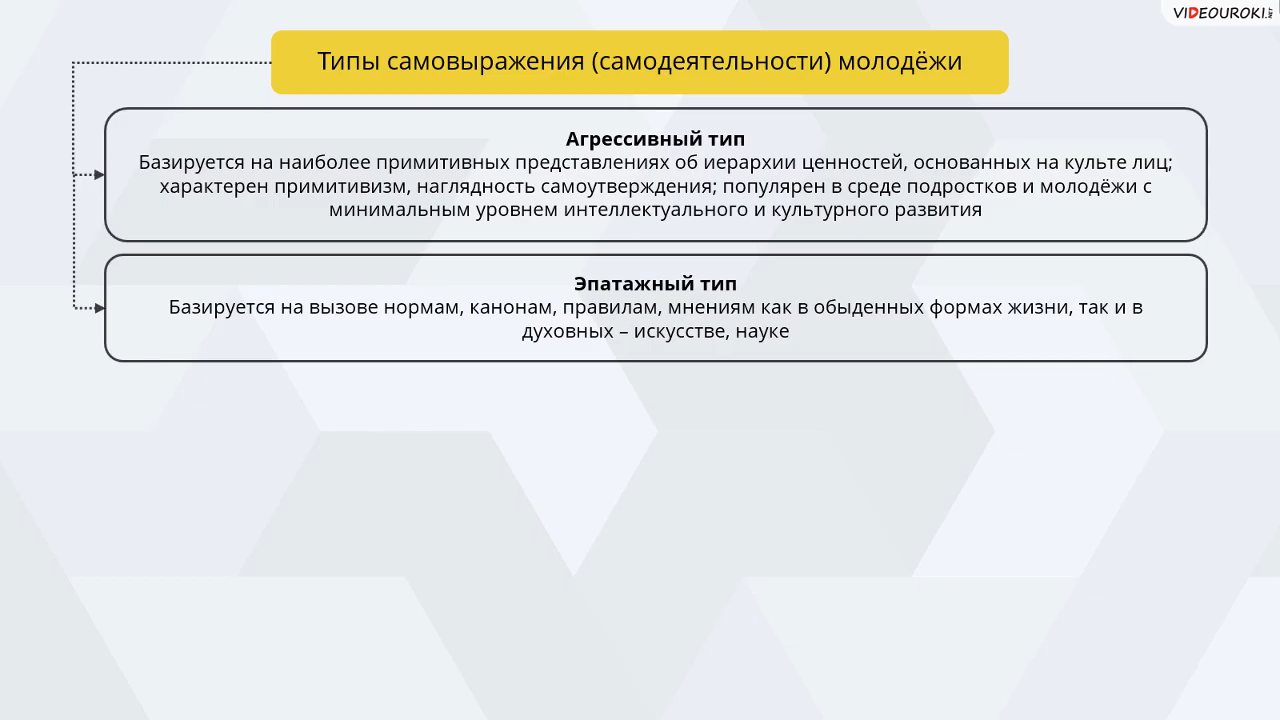 VIDEOUROKI.NET
Типы самовыражения (самодеятельности) молодёжи
Агрессивный тип
Базируется на наиболее примитивных представлениях об иерархии ценностей, основанных на культе лиц;
характерен примитивизм, наглядность самоутверждения; популярен в среде подростков и молодёжи с
минимальным уровнем интеллектуального и культурного развития
Эпатажный тип
Базируется на вызове нормам, канонам, правилам, мнениям как в обыденных формах жизни, так и в
духовных – искусстве, науке